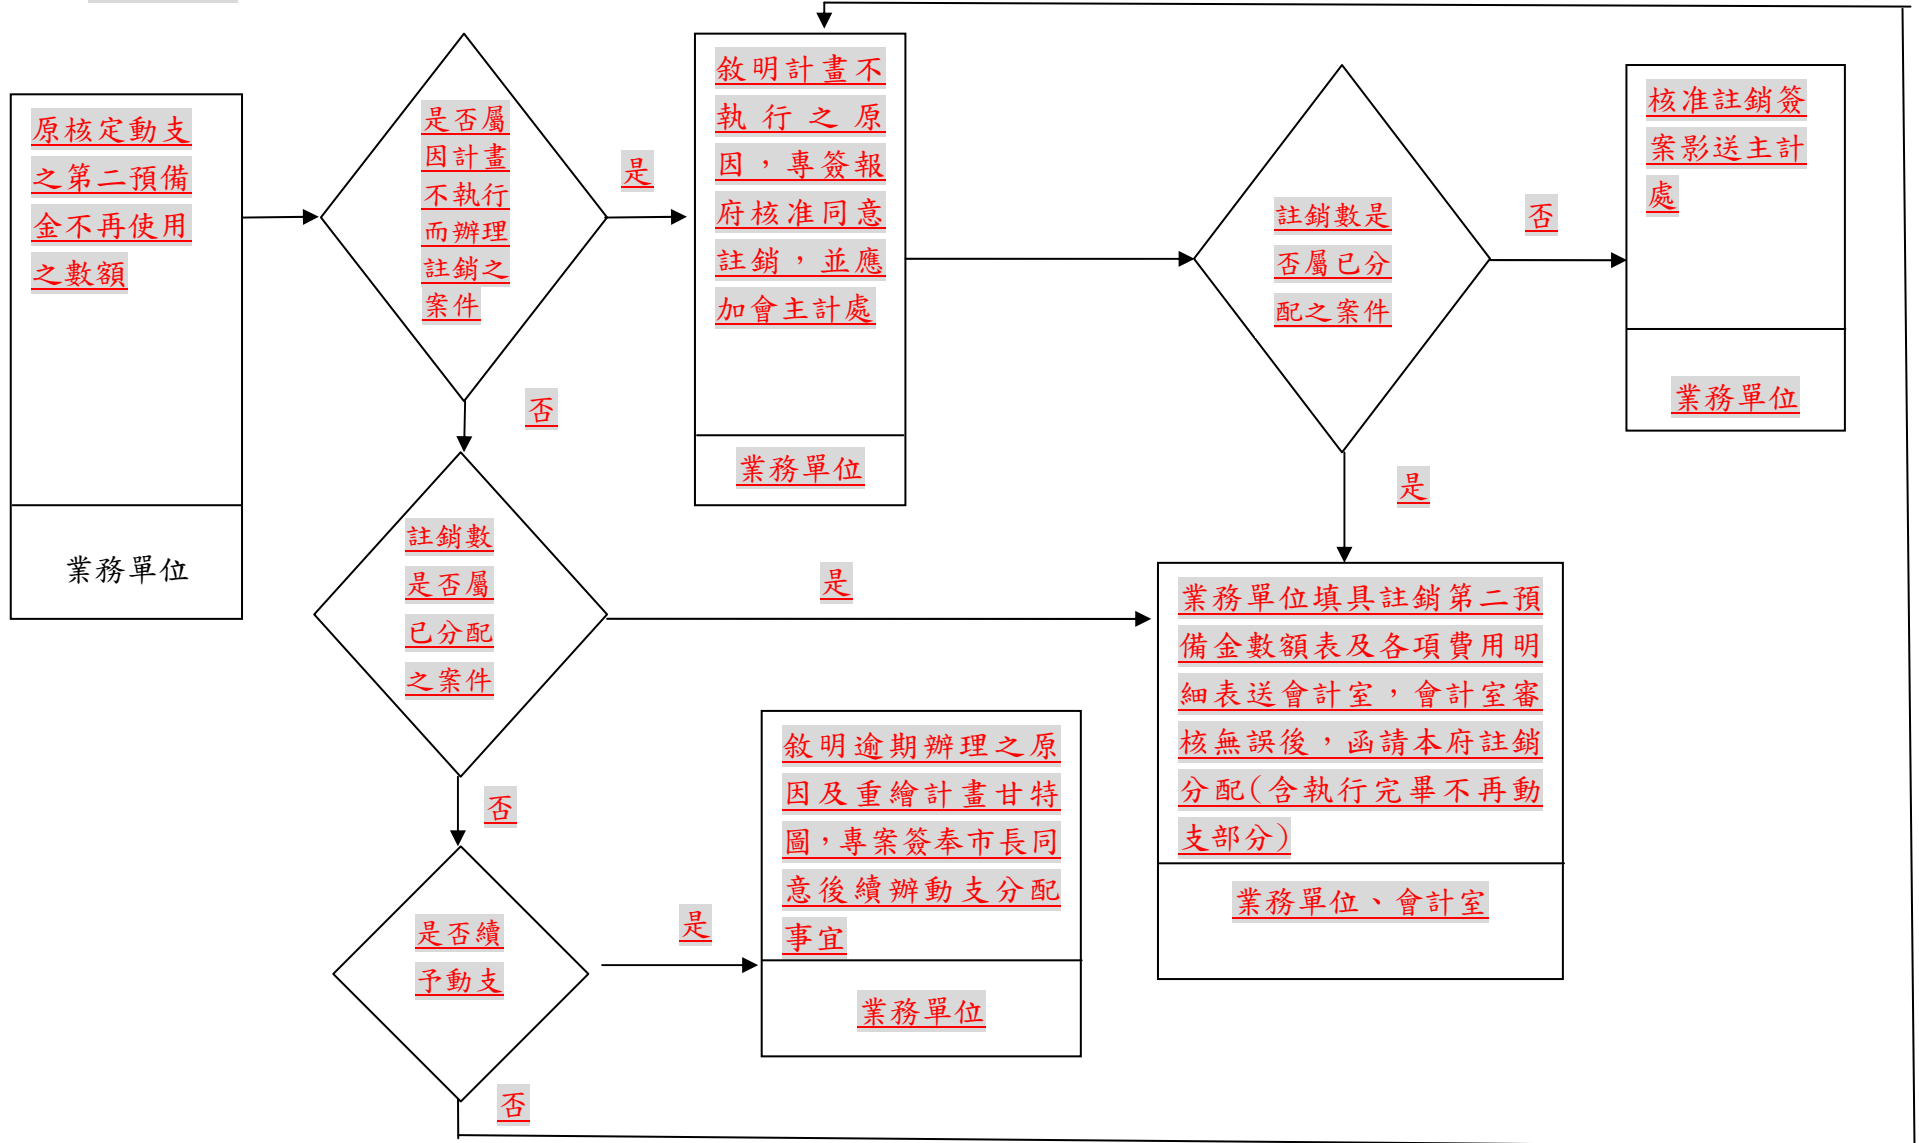 原核定動支
之第二預備
金不再使用
之數額
業務單位
是否屬
因計畫
不執行
而辦理
註銷之
案件
是
否
敘明計畫不
執行之原
因，專簽報
府核准同意
註銷，並應
加會主計處
業務單位
註銷數是
否屬已分
配之案件
否
是
核准註銷簽
案影送主計
處
業務單位
註銷數
是否屬
已分配
之案件
是
否
業務單位填具註銷第二預
備金數額表及各項費用明
細表送會計室，會計室審
核無誤後，函請本府註銷
分配(含執行完畢不再動
支部分)
業務單位、會計室
是否續
予動支
是
否
敘明逾期辦理之原
因及重繪計畫甘特
圖，專案簽奉市長同
意後續辦動支分配
事宜
業務單位